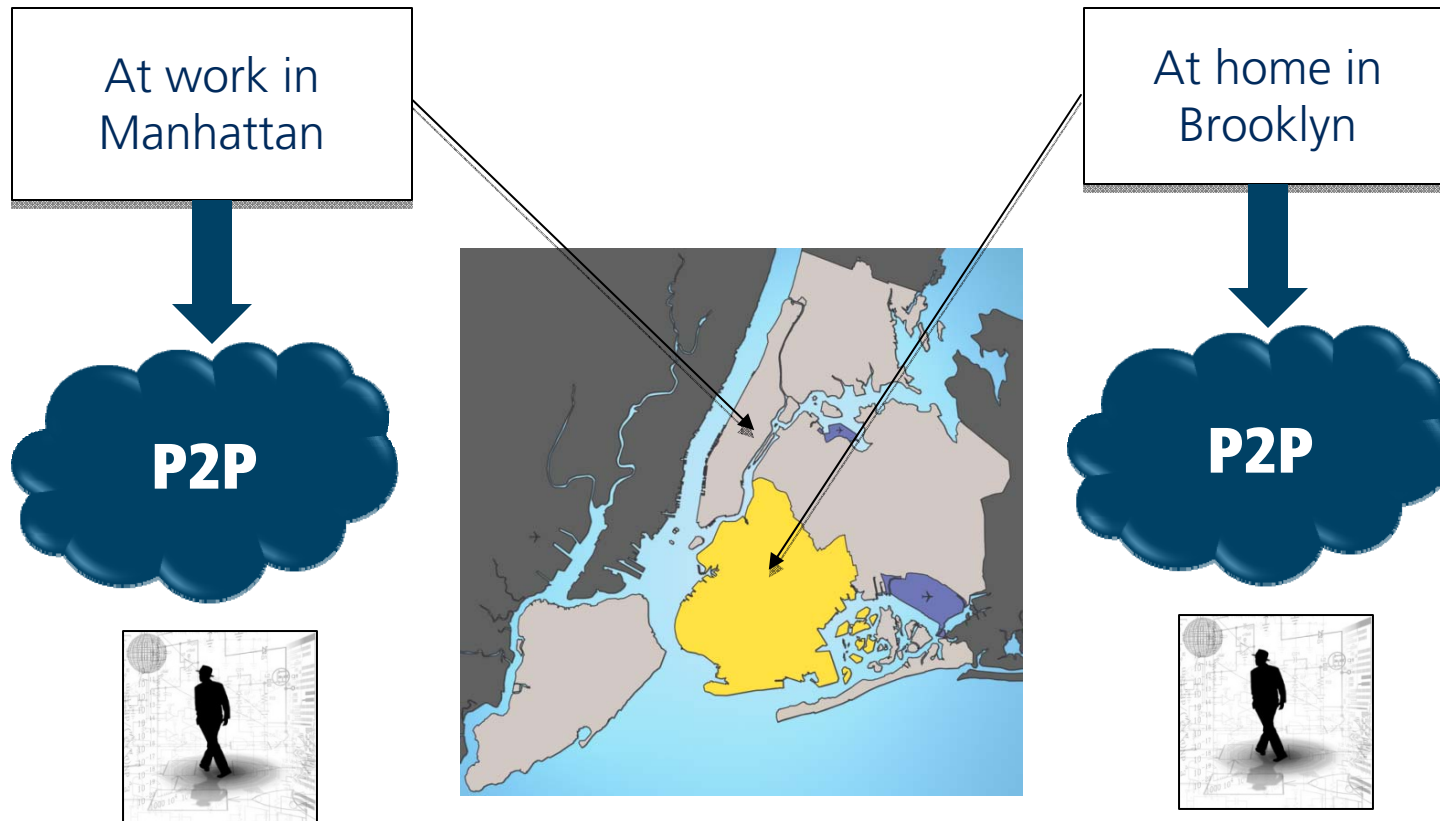 At work in
Manhattan
At home in
Brooklyn
P2P
P2P